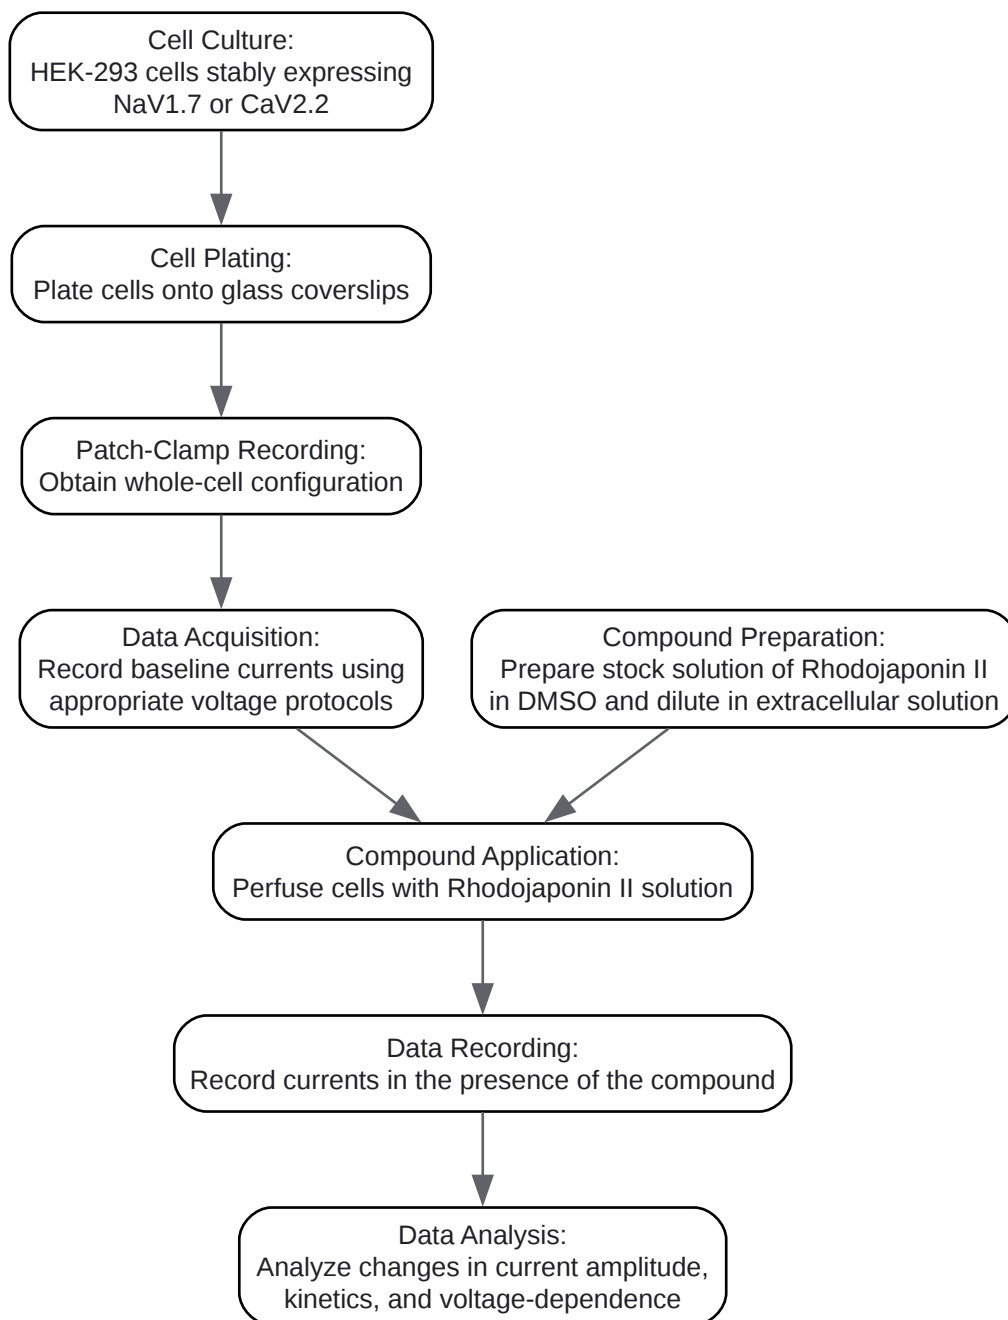 Cell Culture:
HEK-293 cells stably expressing
NaV1.7 or CaV2.2
Cell Plating:
Plate cells onto glass coverslips
Patch-Clamp Recording:
Obtain whole-cell configuration
Data Acquisition:
Record baseline currents using
appropriate voltage protocols
Compound Preparation:
Prepare stock solution of Rhodojaponin II
in DMSO and dilute in extracellular solution
Compound Application:
Perfuse cells with Rhodojaponin II solution
Data Recording:
Record currents in the presence of the compound
Data Analysis:
Analyze changes in current amplitude,
kinetics, and voltage-dependence